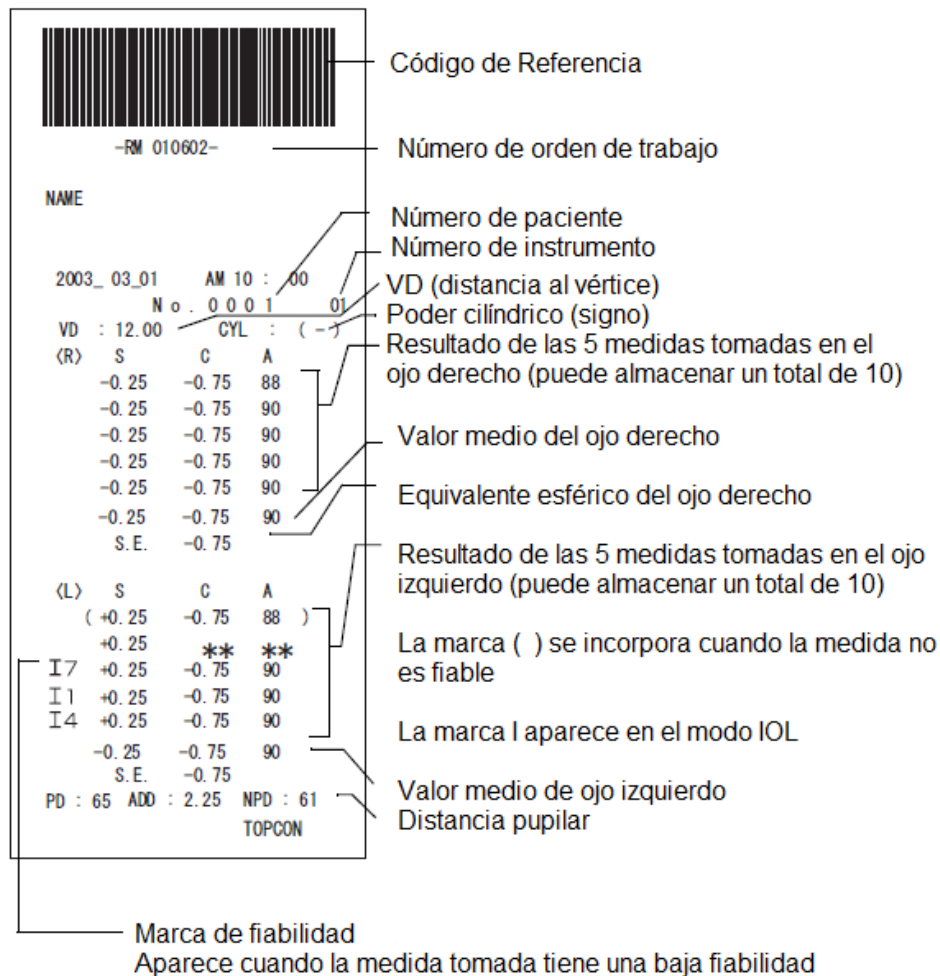 Código de Referencia
-RM 010602-
Número de orden de trabajo
NAME
Número de paciente
Número de instrumento
2003_ 03_01 AM 10 : 00
No. 0001 01
VD (distancia al vértice)
Poder cilíndrico (signo)
VD : 12.00 CYL : (-)
Resultado de las 5 medidas tomadas en el
ojo derecho (puede almacenar un total de 10)
<R> S C A
-0.25 -0.75 88
-0.25 -0.75 90
-0.25 -0.75 90
-0.25 -0.75 90
-0.25 -0.75 90
Valor medio del ojo derecho
-0.25 -0.75 90
Equivalente esférico del ojo derecho
S.E. -0.75
Resultado de las 5 medidas tomadas en el ojo
izquierdo (puede almacenar un total de 10)
<L> S C A
( +0.25 -0.75 88 )
+0.25 ** **
La marca ( ) se incorpora cuando la medida no
es fiable
I7 +0.25 -0.75 90
I1 +0.25 -0.75 90
I4 +0.25 -0.75 90
La marca I aparece en el modo IOL
-0.25 -0.75 90
S.E. -0.75
Valor medio de ojo izquierdo
PD : 65 ADD : 2.25 NPD : 61
Distancia pupilar
TOPCON
Marca de fiabilidad
Aparece cuando la medida tomada tiene una baja fiabilidad